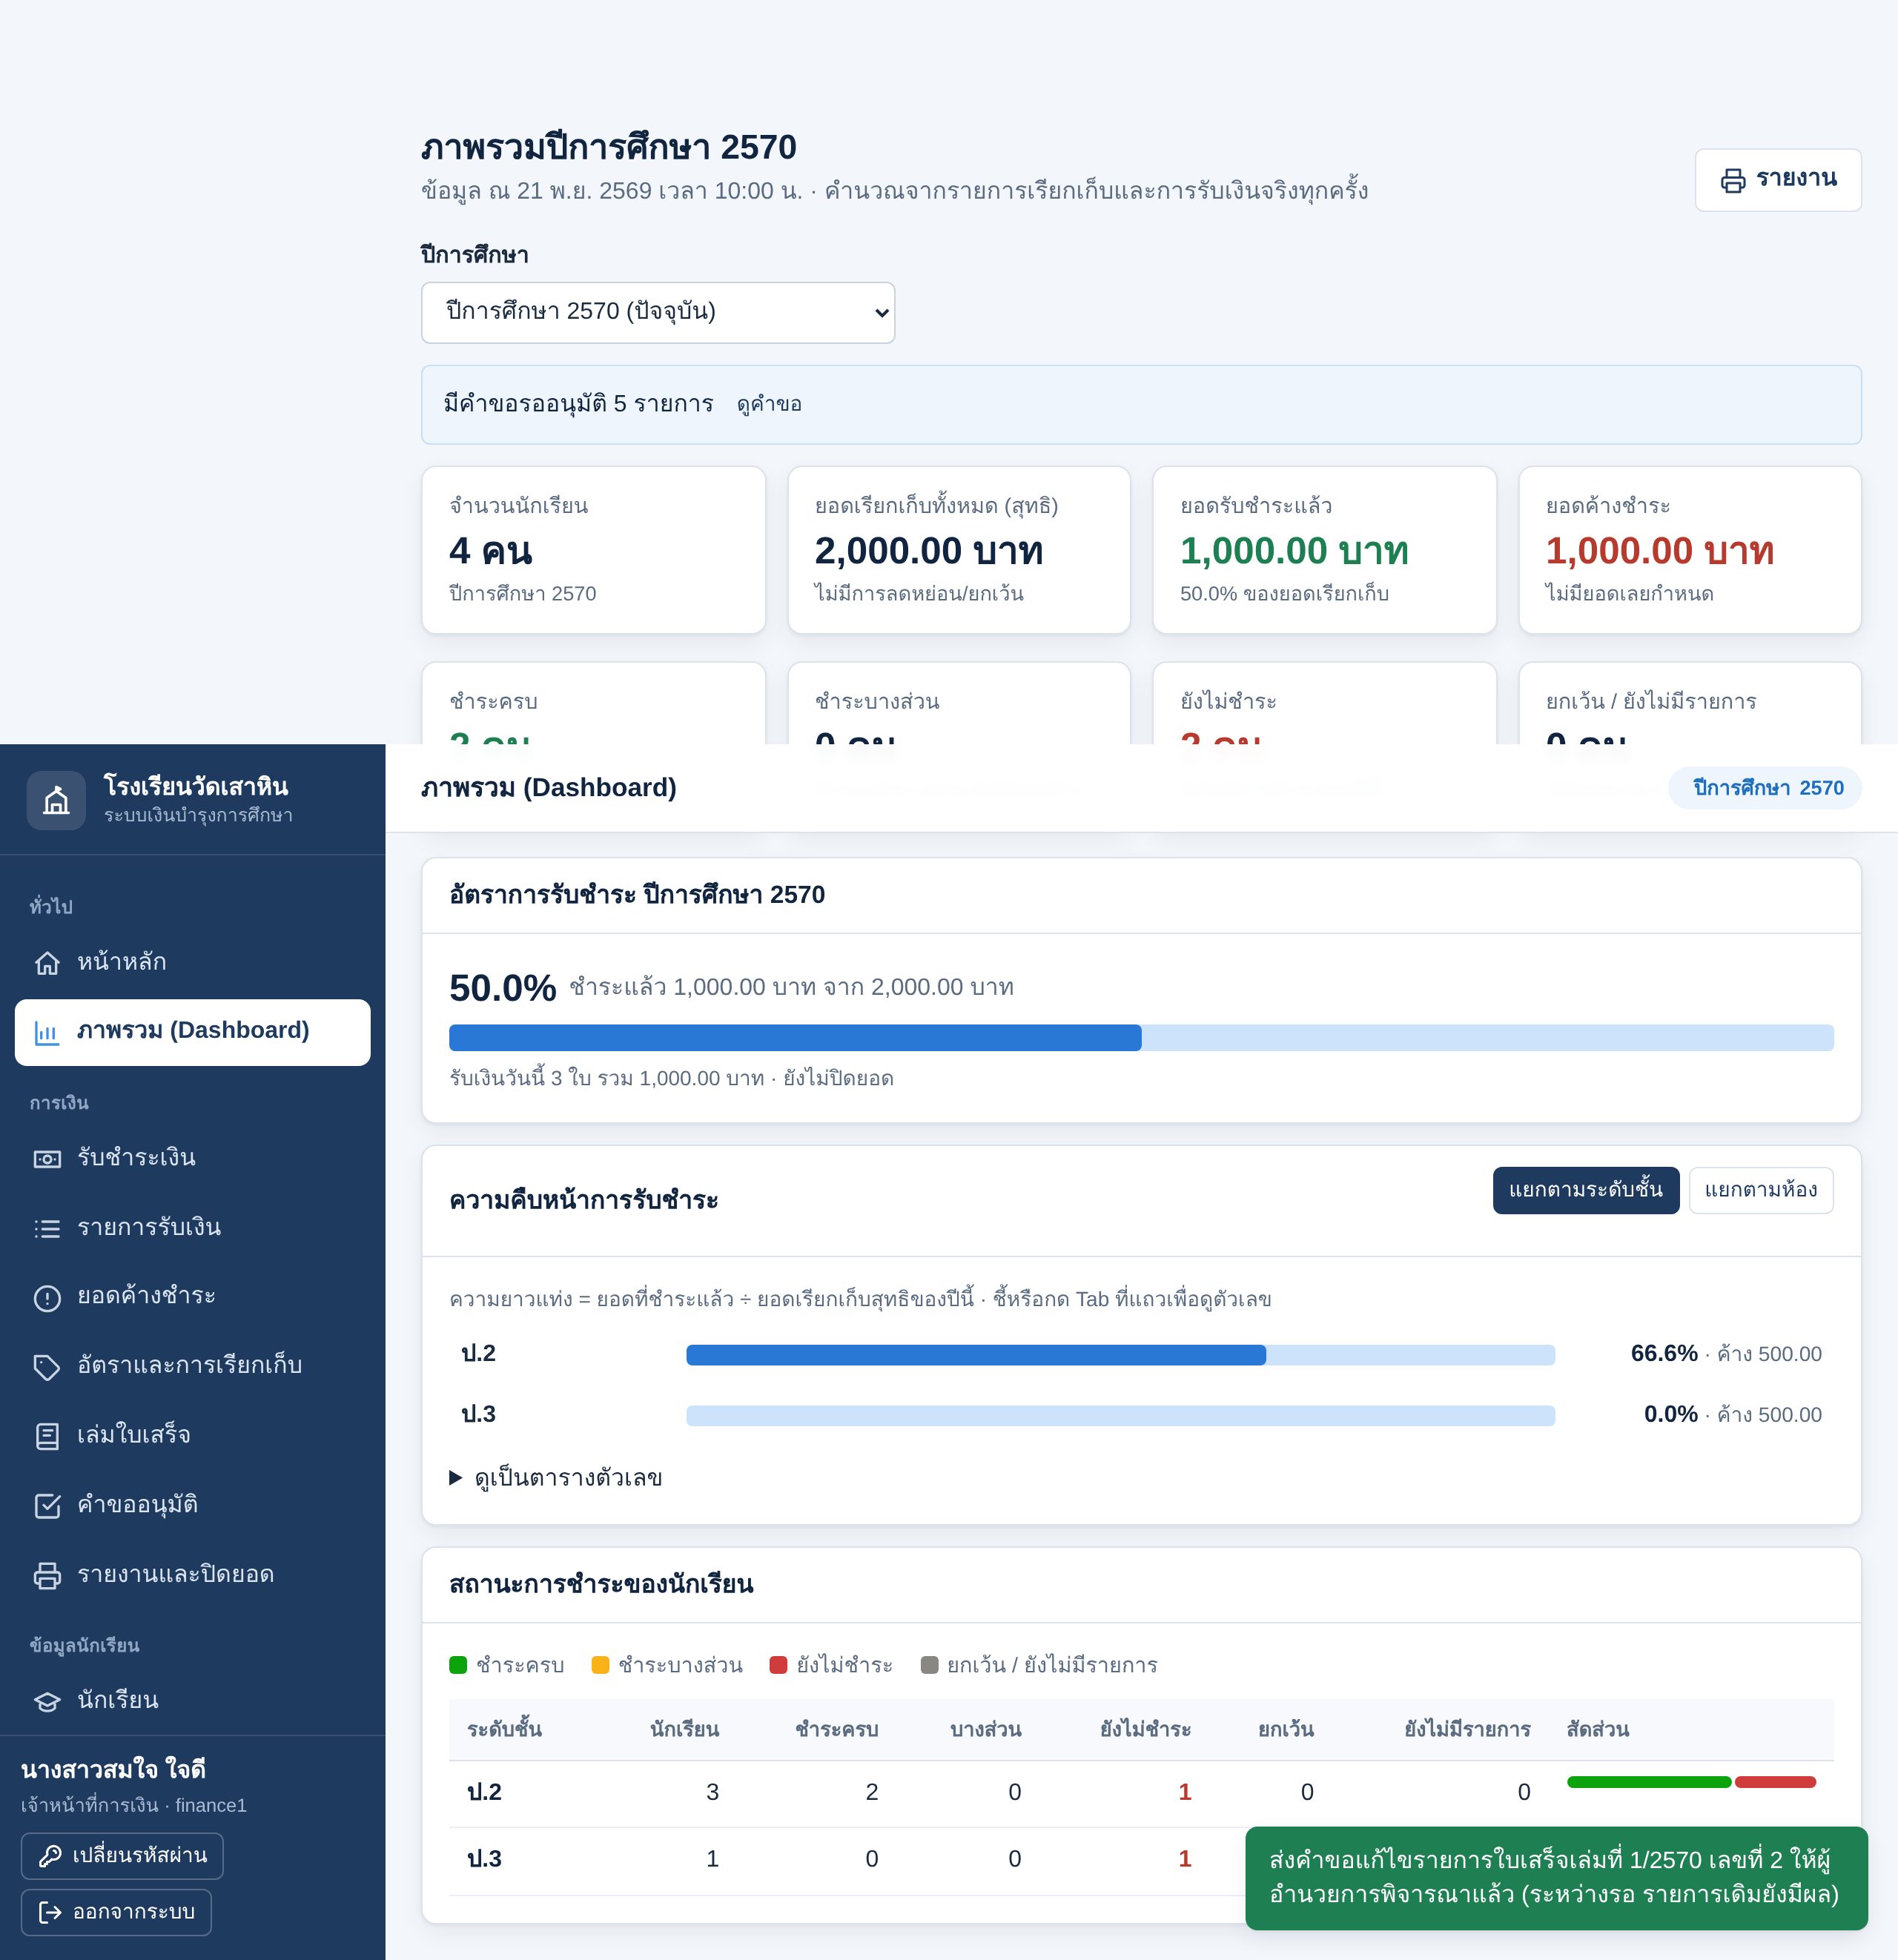 ภาพรวมปีการศึกษา 2570
ข้อมูล ณ 21 พ.ย. 2569 เวลา 10:00 น. · คำนวณจากรายการเรียกเก็บและการรับเงินจริงทุกครั้ง
รายงาน
ปีการศึกษา
ปีการศึกษา 2570 (ปัจจุบัน)
มีคำขอรออนุมัติ 5 รายการ ดูคำขอ
จำนวนนักเรียน
4 คน
ปีการศึกษา 2570
ยอดเรียกเก็บทั้งหมด (สุทธิ)
2,000.00 บาท
ไม่มีการลดหย่อน/ยกเว้น
ยอดรับชำระแล้ว
1,000.00 บาท
50.0% ของยอดเรียกเก็บ
ยอดค้างชำระ
1,000.00 บาท
ไม่มียอดเลยกำหนด
ชำระครบ
ชำระบางส่วน
ยังไม่ชำระ
ยกเว้น / ยังไม่มีรายการ
โรงเรียนวัดเสาหิน
ระบบเงินบำรุงการศึกษา
ทั่วไป
หน้าหลัก
ภาพรวม (Dashboard)
การเงิน
รับชำระเงิน
รายการรับเงิน
ยอดค้างชำระ
อัตราและการเรียกเก็บ
เล่มใบเสร็จ
คำขออนุมัติ
รายงานและปิดยอด
ข้อมูลนักเรียน
นักเรียน
นางสาวสมใจ ใจดี
เจ้าหน้าที่การเงิน · finance1
เปลี่ยนรหัสผ่าน
ออกจากระบบ
ภาพรวม (Dashboard)
ปีการศึกษา 2570
อัตราการรับชำระ ปีการศึกษา 2570
50.0% ชำระแล้ว 1,000.00 บาท จาก 2,000.00 บาท
รับเงินวันนี้ 3 ใบ รวม 1,000.00 บาท · ยังไม่ปิดยอด
ความคืบหน้าการรับชำระ
แยกตามระดับชั้น แยกตามห้อง
ความยาวแท่ง = ยอดที่ชำระแล้ว ÷ ยอดเรียกเก็บสุทธิของปีนี้ · ชี้หรือกด Tab ที่แถวเพื่อดูตัวเลข
ป.2 66.6% · ค้าง 500.00
ป.3 0.0% · ค้าง 500.00
ดูเป็นตารางตัวเลข
สถานะการชำระของนักเรียน
ชำระครบ ชำระบางส่วน ยังไม่ชำระ ยกเว้น / ยังไม่มีรายการ
ระดับชั้น นักเรียน ชำระครบ บางส่วน ยังไม่ชำระ ยกเว้น ยังไม่มีรายการ สัดส่วน
ป.2 3 2 0 1 0 0
ป.3 1 0 0 1
ส่งคำขอแก้ไขรายการใบเสร็จเล่มที่ 1/2570 เลขที่ 2 ให้ผู้
อำนวยการพิจารณาแล้ว (ระหว่างรอ รายการเดิมยังมีผล)